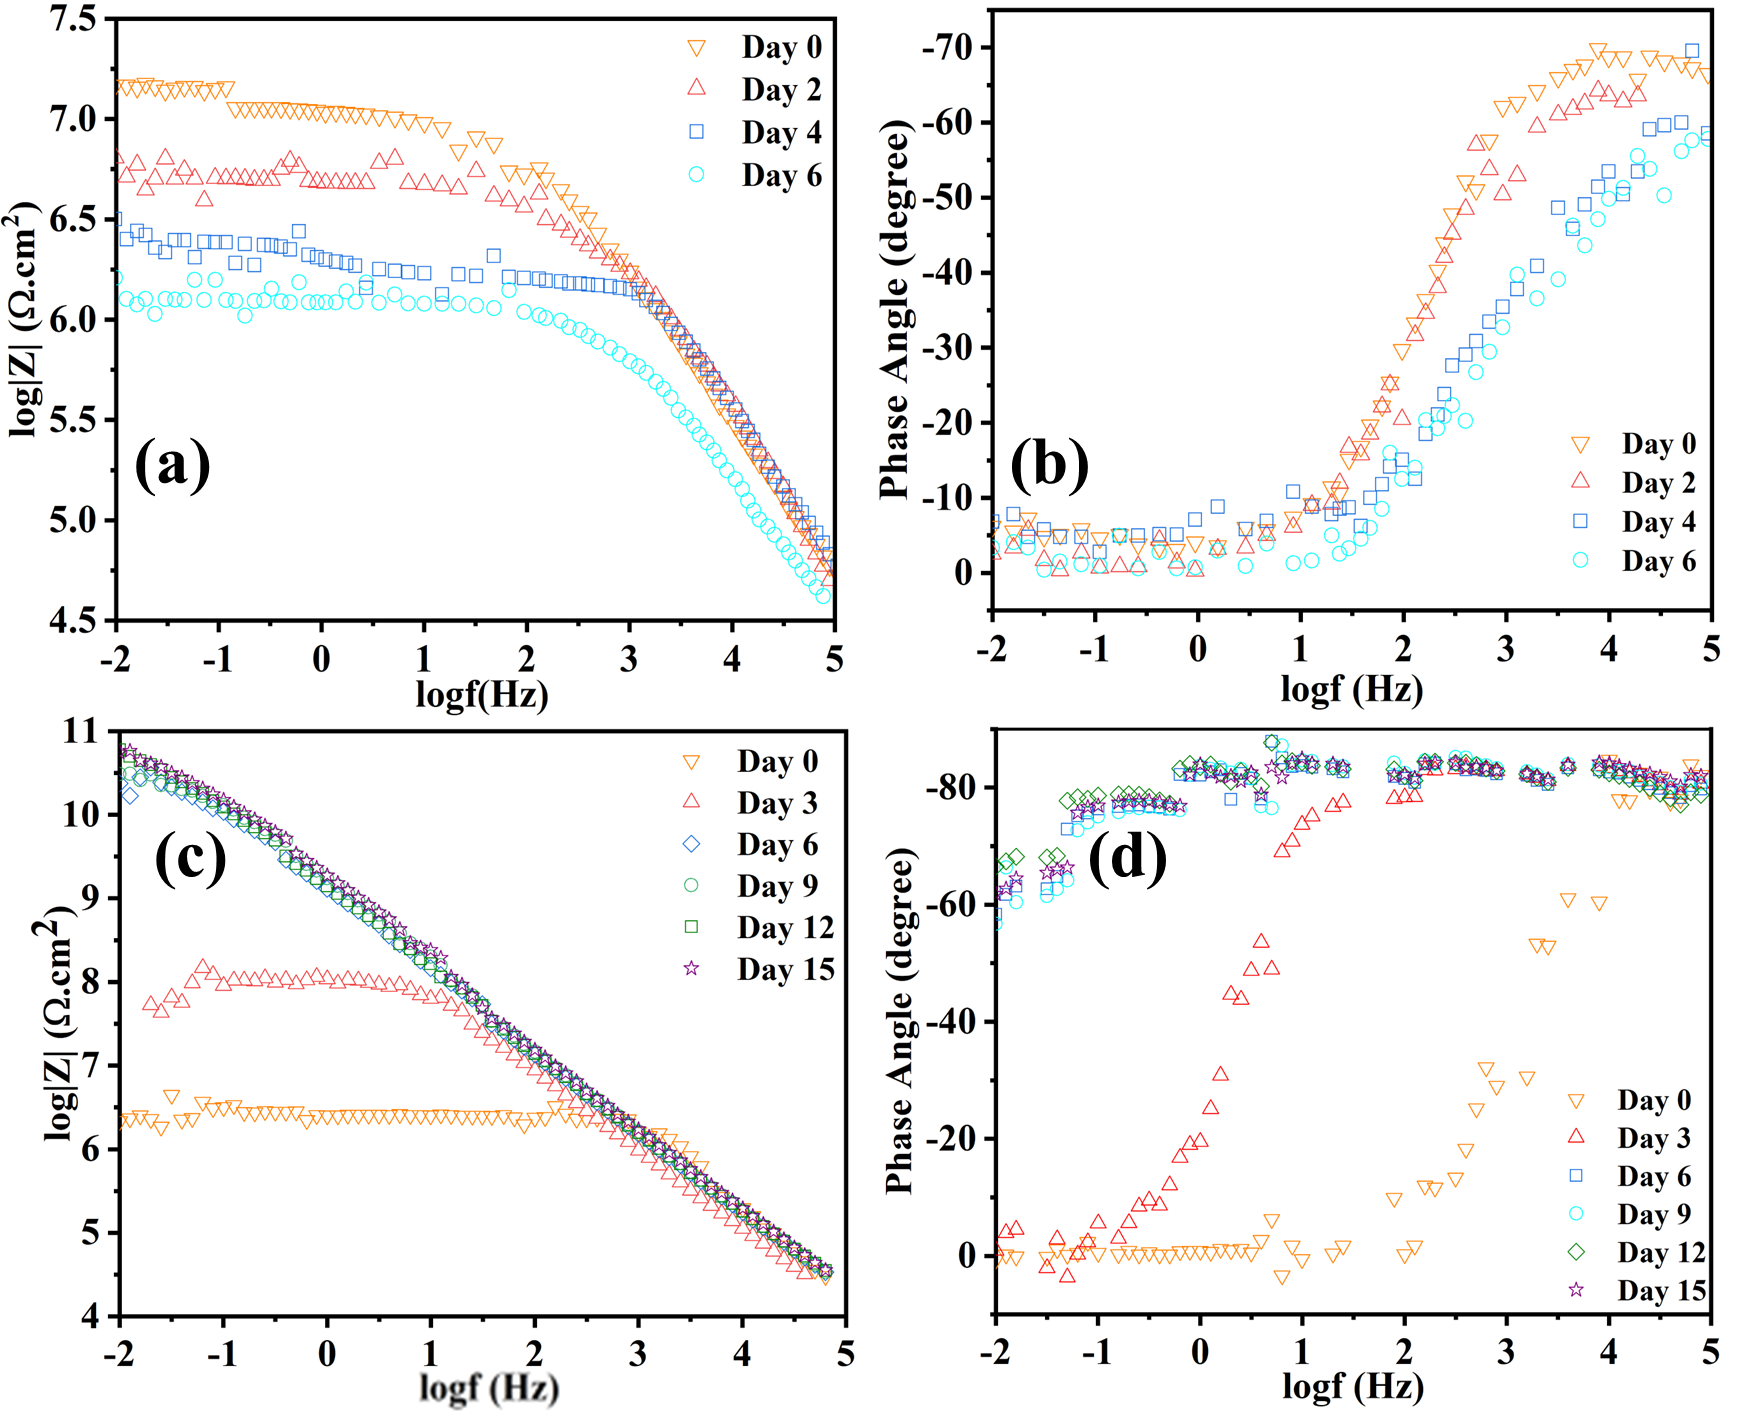 7.5
7.0
6.5
6.0
5.5
5.0
4.5
log|Z| (Ω.cm2)
Day 0
Day 2
Day 4
Day 6
(a)
-2 -1 0 1 2 3 4 5
logf(Hz)
-70
-60
-50
-40
-30
-20
-10
0
Phase Angle (degree)
(b)
Day 0
Day 2
Day 4
Day 6
-2 -1 0 1 2 3 4 5
logf (Hz)
11
10
9
8
7
6
5
4
log|Z| (Ω.cm2)
Day 0
Day 3
Day 6
Day 9
Day 12
Day 15
(c)
-2 -1 0 1 2 3 4 5
logf (Hz)
-80
-60
-40
-20
0
Phase Angle (degree)
(d)
Day 0
Day 3
Day 6
Day 9
Day 12
Day 15
-2 -1 0 1 2 3 4 5
logf (Hz)